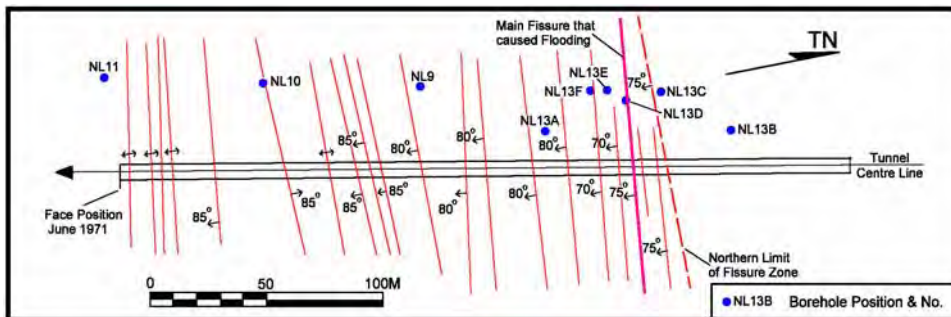 Main Fissure that
caused Flooding
TN
NL11
NL10
NL9
NL13E
NL13F
75°
NL13C
NL13D
NL13A
NL13B
85°
80°
80°
80°
70°
Tunnel
Centre Line
Face Position
June 1971
85°
85°
85°
85°
80°
80°
70°
75°
75°
Northern Limit
of Fissure Zone
0 50 100M
NL13B Borehole Position & No.